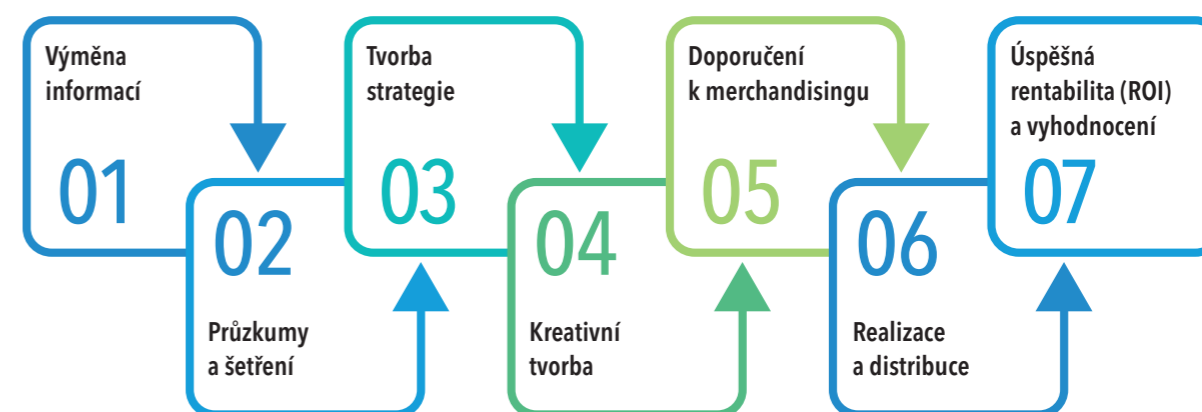 Výměna
informací
01
02
Průzkumy
a šetření
Tvorba
strategie
03
04
Kreativní
tvorba
Doporučení
k merchandisingu
05
06
Realizace
a distribuce
Úspěšná
rentabilita (ROI)
a vyhodnocení
07